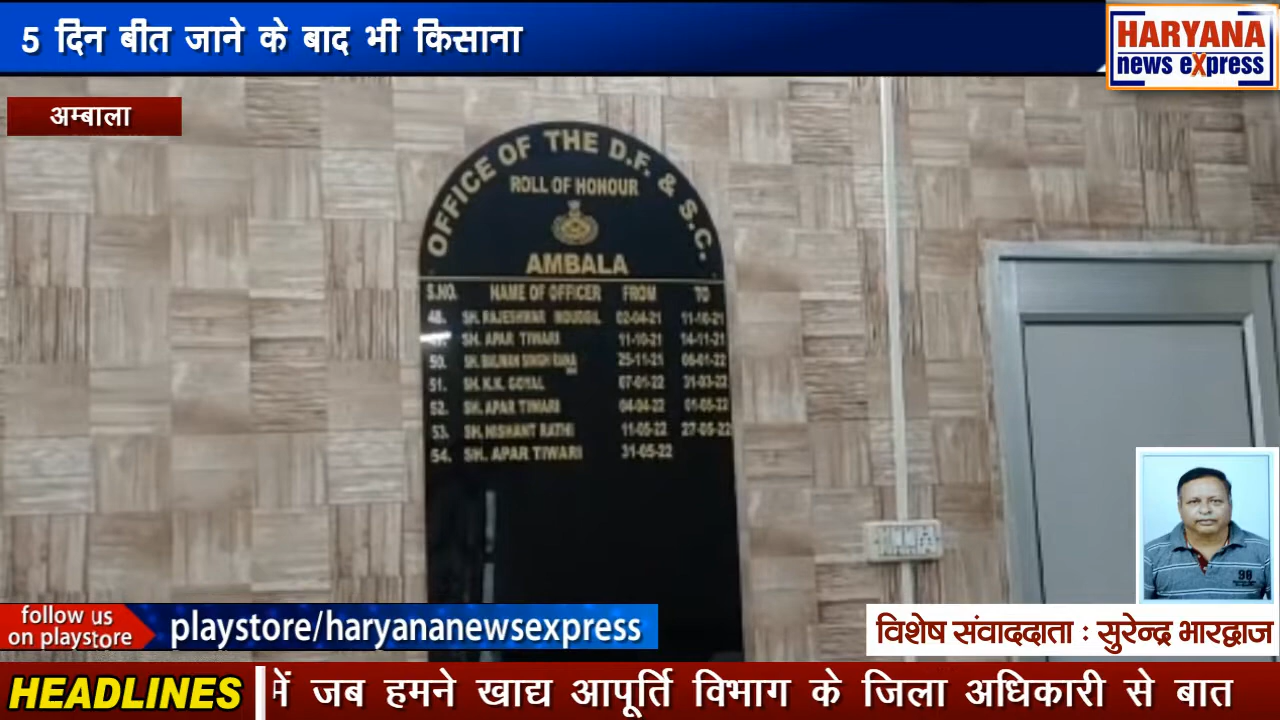 5 दिन बीत जाने के बाद भी किसाना
HARYANA
news eXpress
अम्बाला
OFFICE OF THE D.F. & S.C.
ROLL OF HONOUR
AMBALA
S.NO. NAME OF OFFICER FROM TO
48. SH. RAJESHWAR MOUDGIL 02-04-21 11-10-21
SH. APAR TIWARI 11-10-21 14-11-21
50. SH. BALWAN SINGH RANA 25-11-21 06-01-22
51. SH. K.K. GOYAL 07-01-22 31-03-22
52. SH. APAR TIWARI 04-04-22 01-05-22
53. SH. NISHANT RATHI 11-05-22 27-05-22
54. SH. APAR TIWARI 31-05-22
98
follow us
on playstore
playstore/haryananewsexpress
विशेष संवाददाता : सुरेन्द्र भारद्वाज
HEADLINES
में जब हमने खाद्य आपूर्ति विभाग के जिला अधिकारी से बात